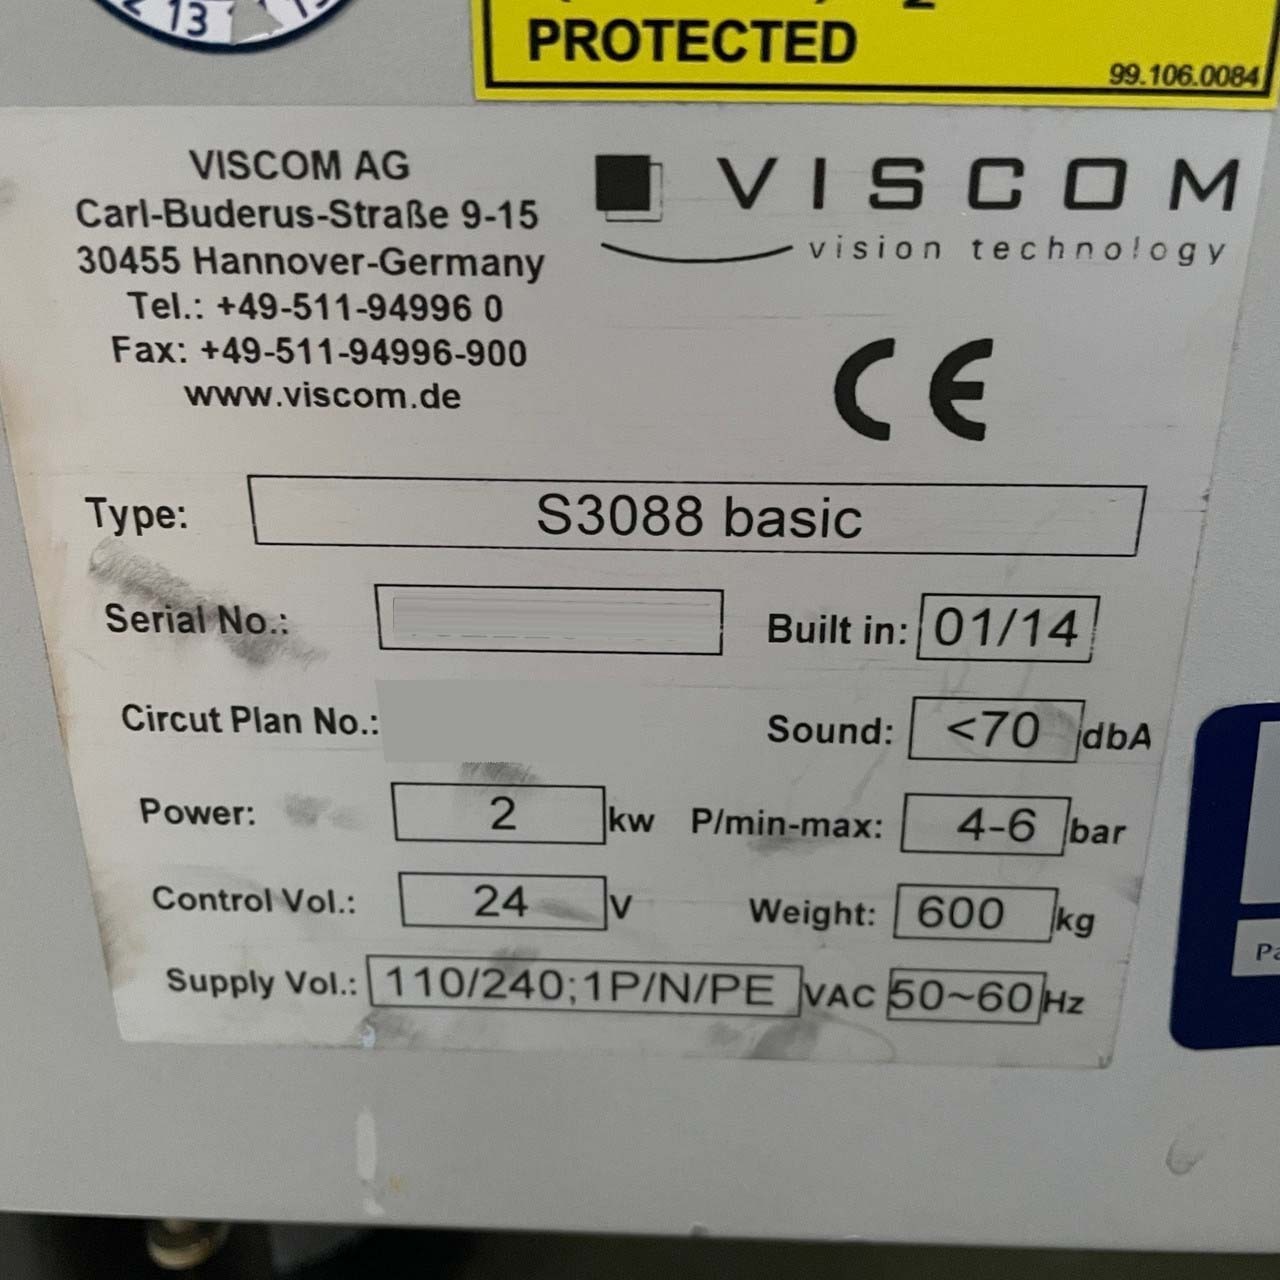 13
PROTECTED
99.106.0084
VISCOM AG
Carl-Buderus-Straße 9-15
30455 Hannover-Germany
Tel.: +49-511-94996 0
Fax: +49-511-94996-900
www.viscom.de
VISCOM
vision technology
CE
Type: S3088 basic
Serial No.: Built in: 01/14
Circut Plan No.: Sound: <70 dbA
Power: 2 kw P/min-max: 4-6 bar
Control Vol.: 24 V Weight: 600 kg
Supply Vol.: 110/240;1P/N/PE VAC 50~60 Hz